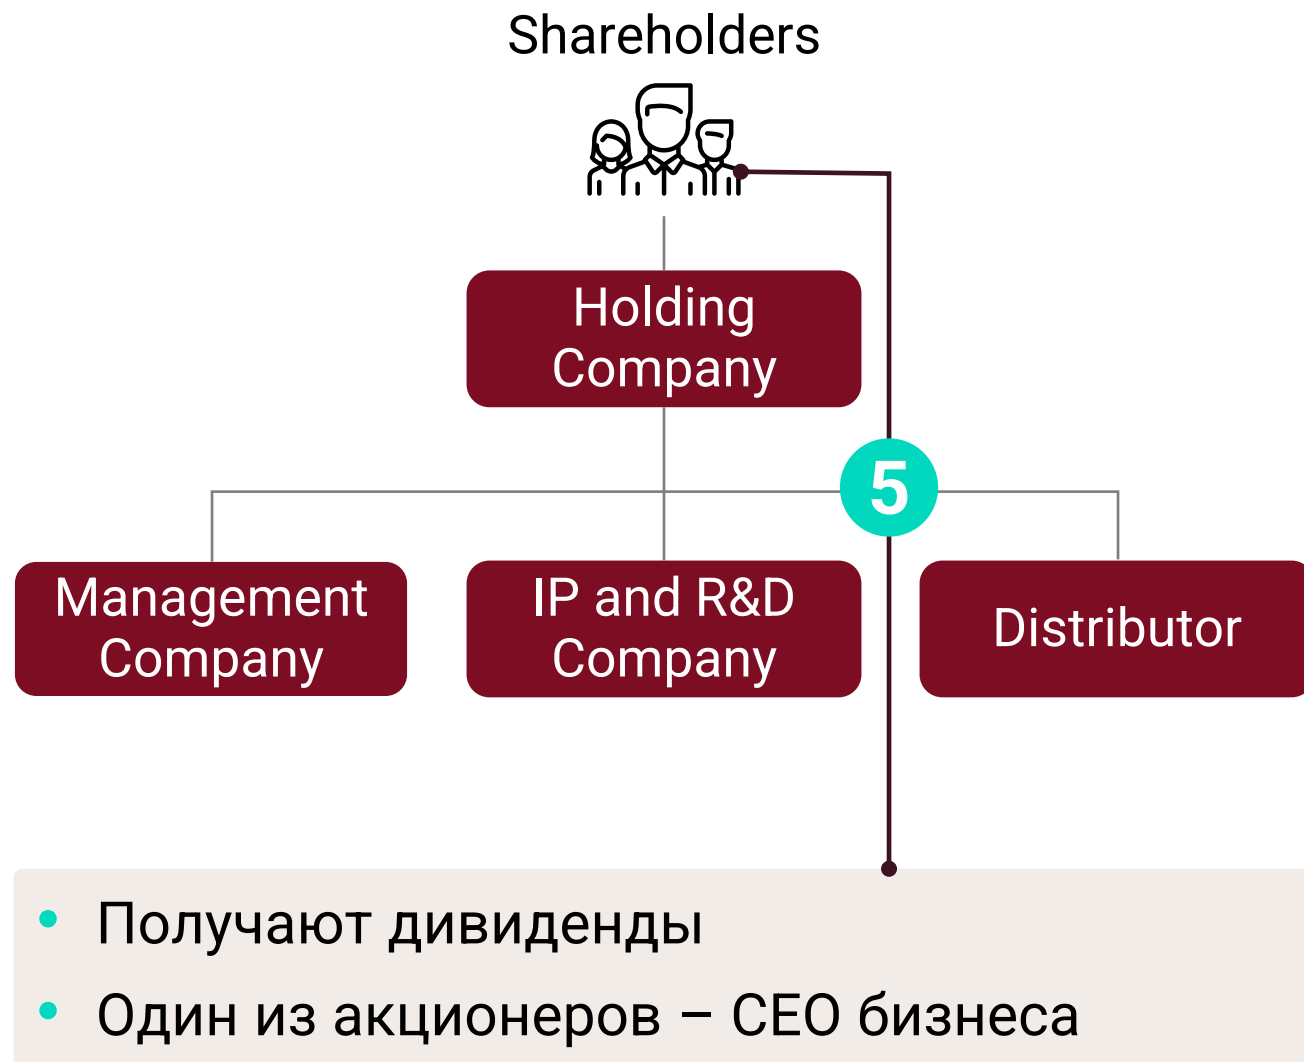 Shareholders
Holding
Company
5
Management
Company
IP and R&D
Company
Distributor
• Получают дивиденды
• Один из акционеров – CEO бизнеса